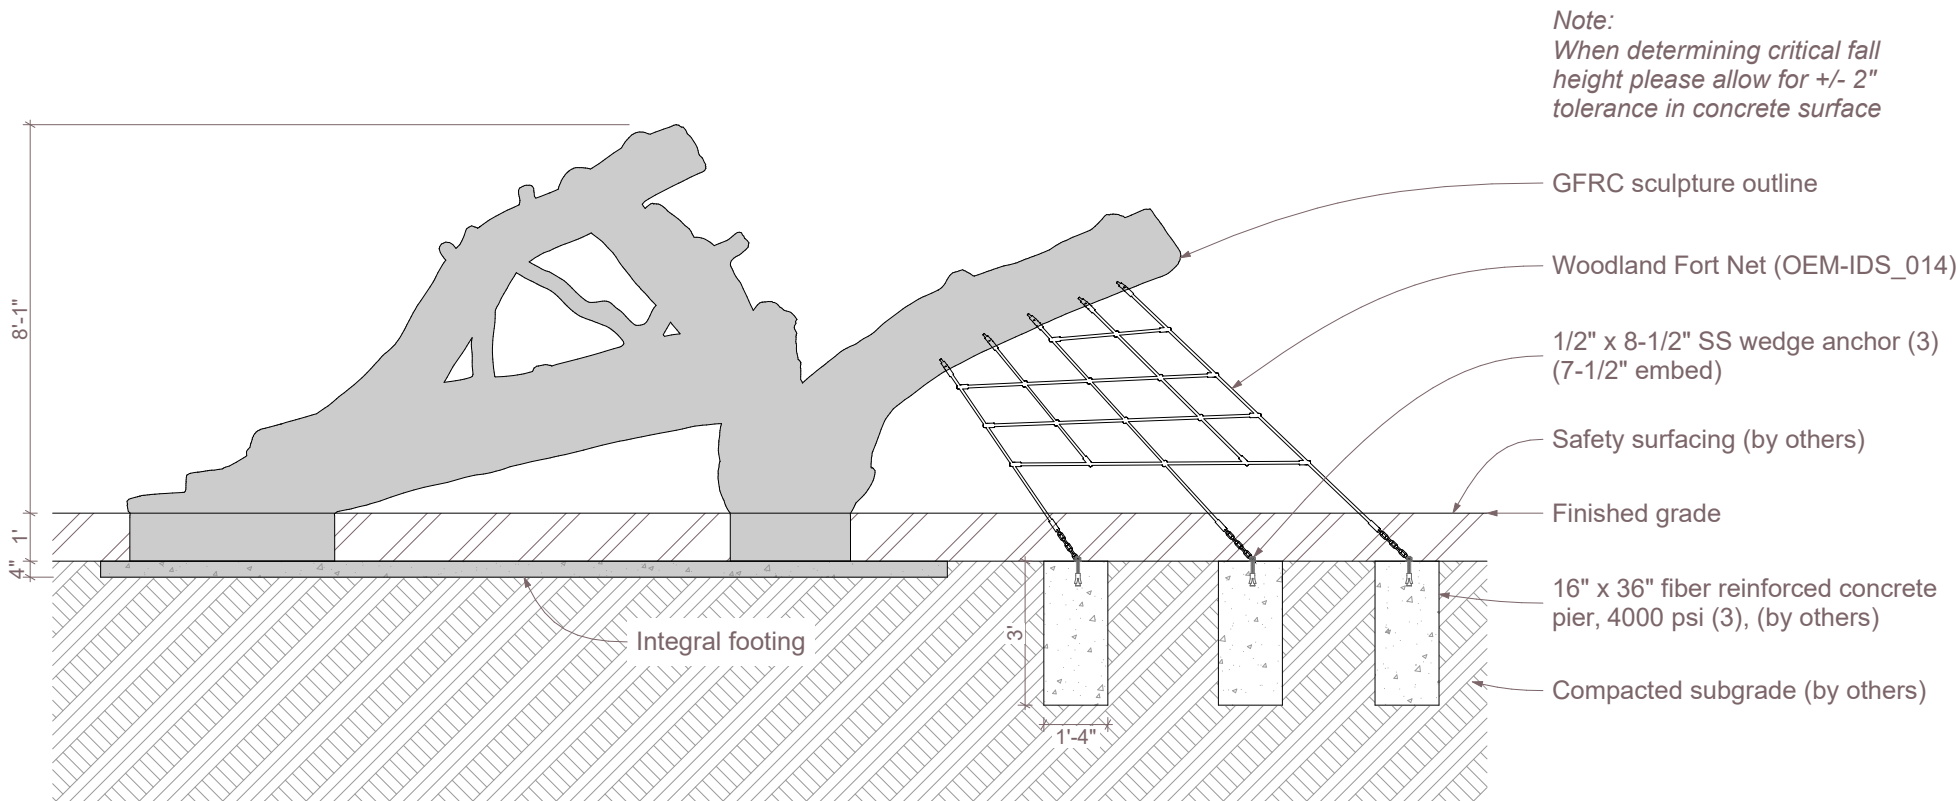 Note:
When determining critical fall
height please allow for +/- 2"
tolerance in concrete surface
GFRC sculpture outline
Woodland Fort Net (OEM-IDS_014)
1/2" x 8-1/2" SS wedge anchor (3)
(7-1/2" embed)
Safety surfacing (by others)
Finished grade
16" x 36" fiber reinforced concrete
pier, 4000 psi (3), (by others)
Compacted subgrade (by others)
Integral footing
8'-1"
1'
4"
3'
1'-4"